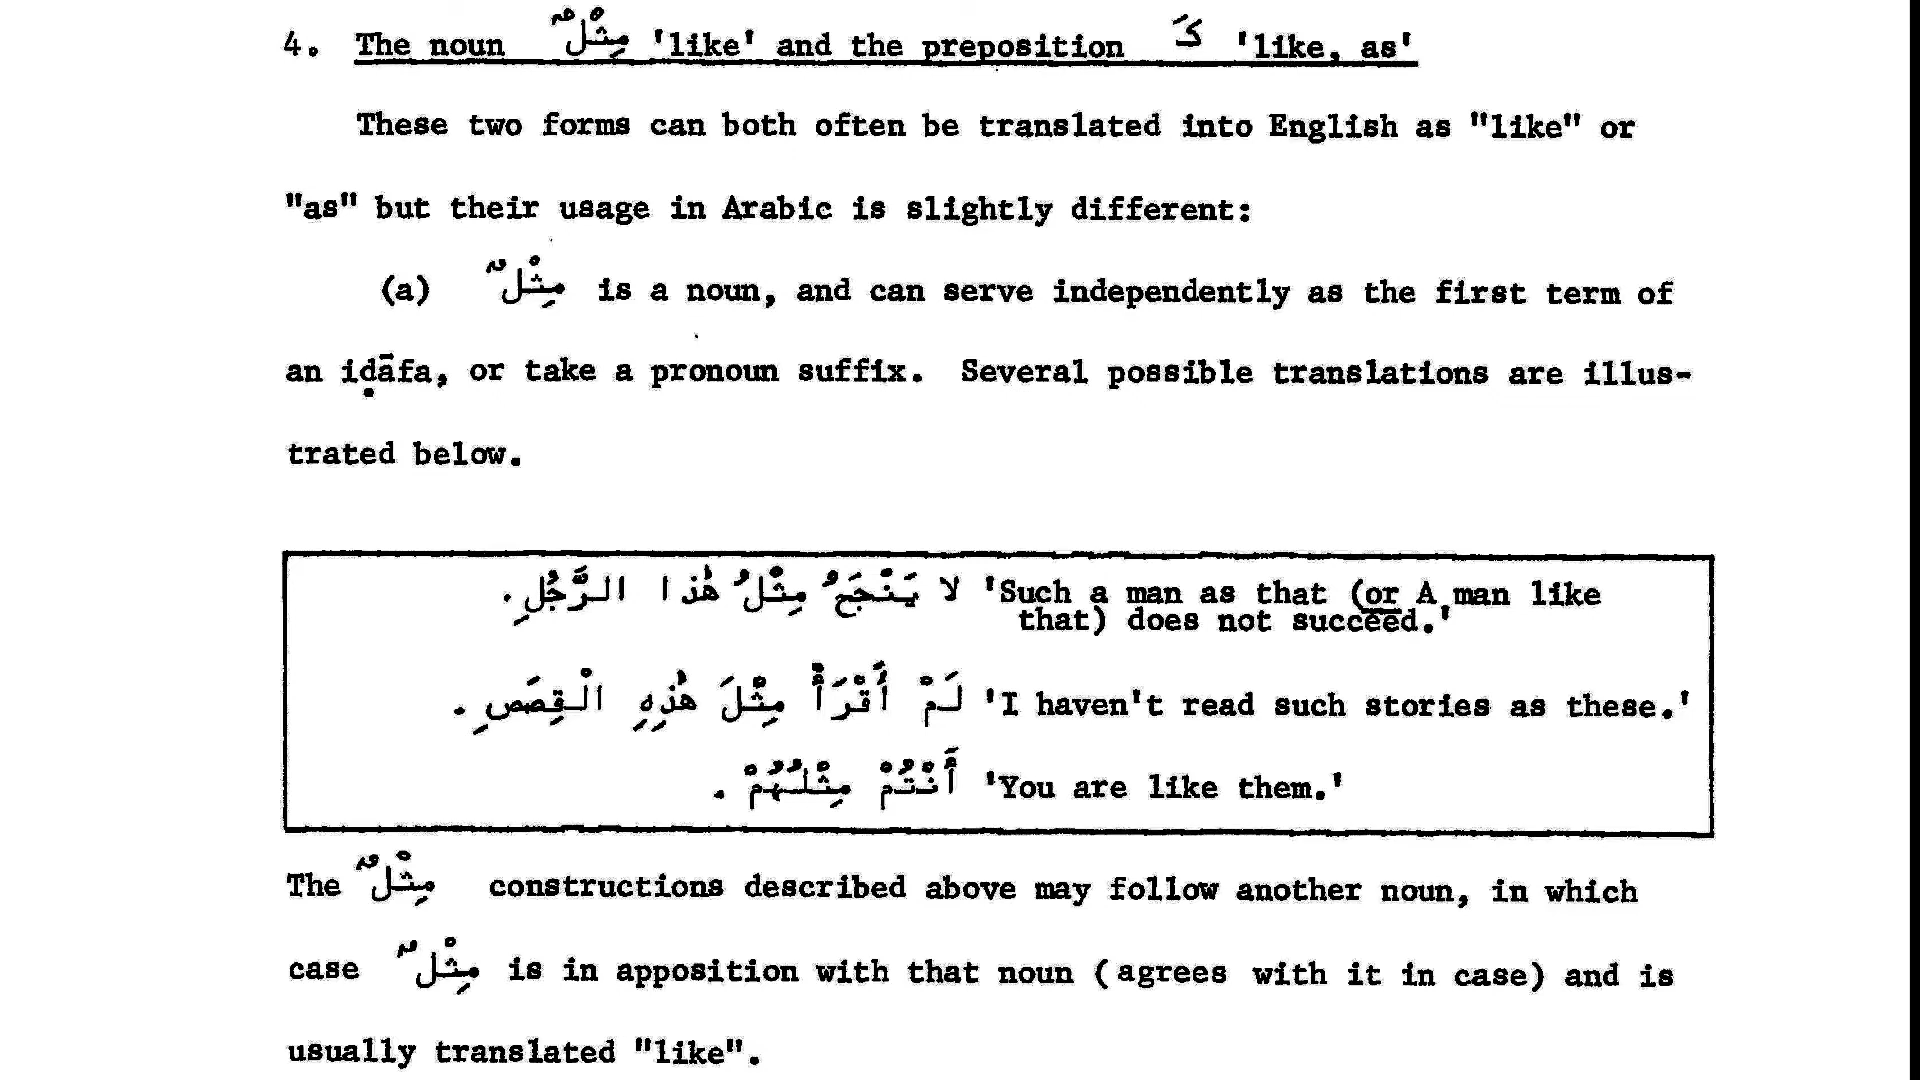 4. The noun مِثْلٌ 'like' and the preposition كَـ 'like, as'
These two forms can both often be translated into English as "like" or
"as" but their usage in Arabic is slightly different:
(a) مِثْلٌ is a noun, and can serve independently as the first term of
an iḍāfa, or take a pronoun suffix. Several possible translations are illus-
trated below.
لا يَنْجَحُ مِثْلُ هٰذا الرَّجُلِ. 'Such a man as that (or A man like
that) does not succeed.'
لَمْ أَقْرَأْ مِثْلَ هٰذِهِ الْقِصَصِ. 'I haven't read such stories as these.'
أَنْتُمْ مِثْلُهُمْ. 'You are like them.'
The مِثْلٌ constructions described above may follow another noun, in which
case مِثْلٌ is in apposition with that noun (agrees with it in case) and is
usually translated "like".